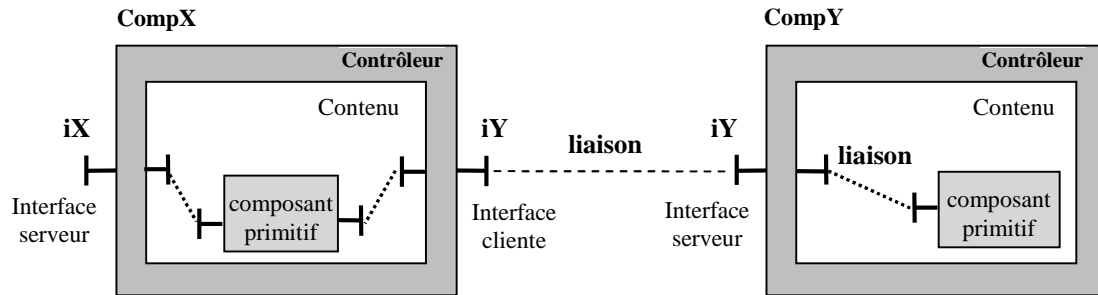 CompX
CompY
Contrôleur
Contrôleur
Contenu
Contenu
iX
iY
liaison
iY
liaison
Interface
serveur
composant
primitif
Interface
cliente
Interface
serveur
composant
primitif